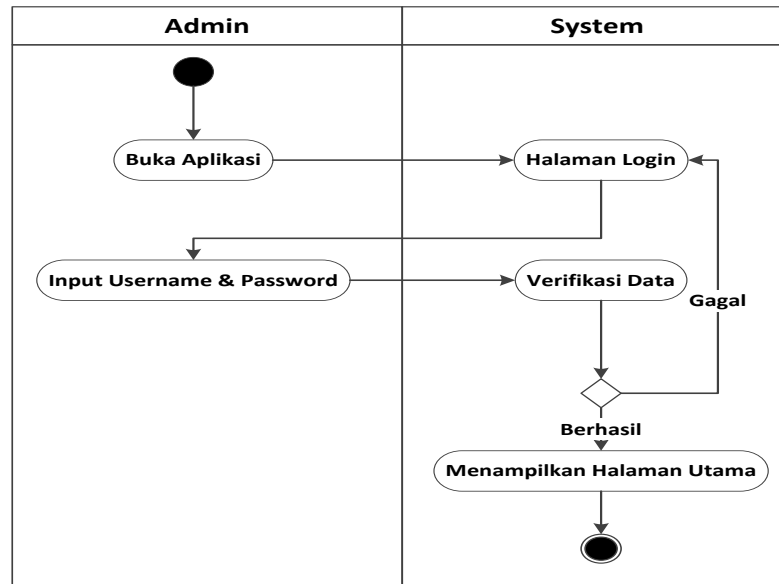 Admin
System
Buka Aplikasi
Halaman Login
Input Username & Password
Verifikasi Data
Gagal
Berhasil
Menampilkan Halaman Utama